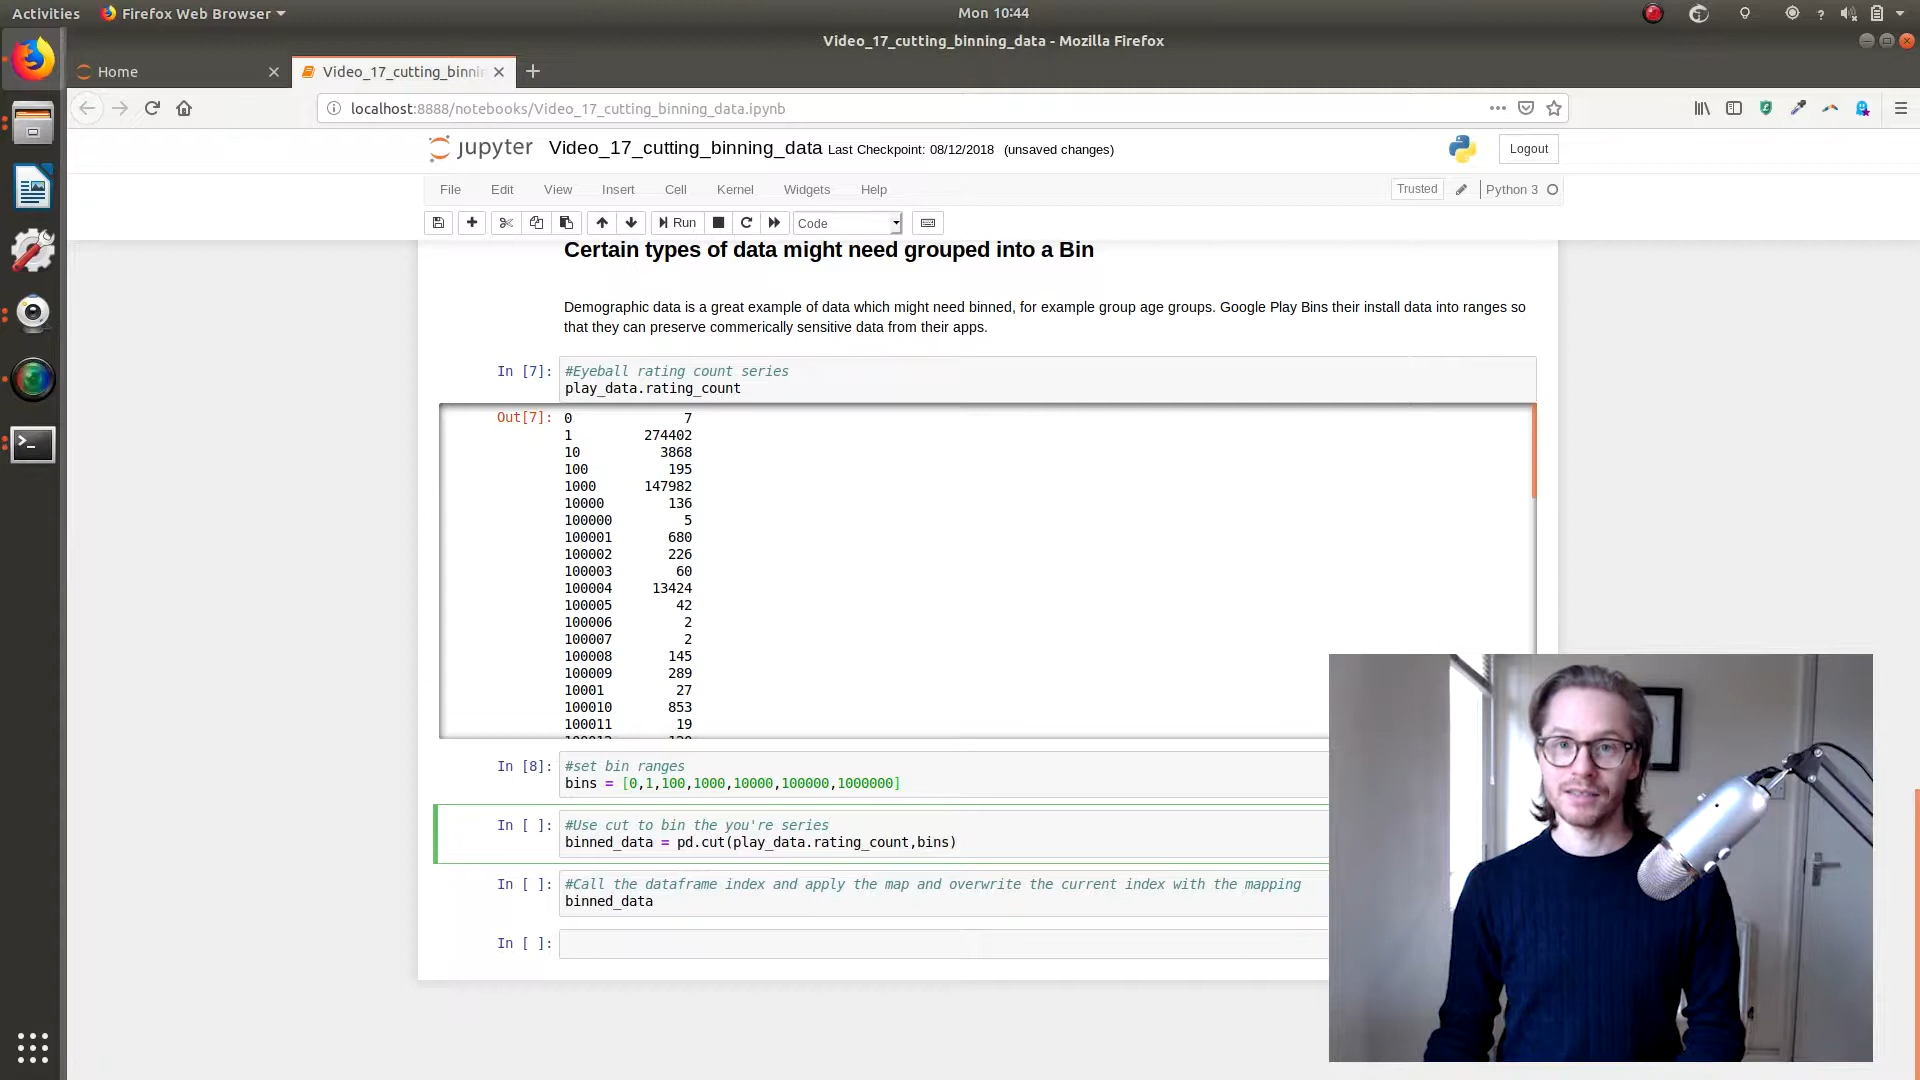 Activities Firefox Web Browser Mon 10:44
Video_17_cutting_binning_data - Mozilla Firefox
Home Video_17_cutting_binnin
localhost:8888/notebooks/Video_17_cutting_binning_data.ipynb
jupyter Video_17_cutting_binning_data Last Checkpoint: 08/12/2018 (unsaved changes) Logout
File Edit View Insert Cell Kernel Widgets Help Trusted Python 3
Run Code
Certain types of data might need grouped into a Bin
Demographic data is a great example of data which might need binned, for example group age groups. Google Play Bins their install data into ranges so
that they can preserve commerically sensitive data from their apps.
In [7]: #Eyeball rating count series
play_data.rating_count
Out[7]: 0 7
1 274402
10 3868
100 195
1000 147982
10000 136
100000 5
100001 680
100002 226
100003 60
100004 13424
100005 42
100006 2
100007 2
100008 145
100009 289
10001 27
100010 853
100011 19
In [8]: #set bin ranges
bins = [0,1,100,1000,10000,100000,1000000]
In [ ]: #Use cut to bin the you're series
binned_data = pd.cut(play_data.rating_count,bins)
In [ ]: #Call the dataframe index and apply the map and overwrite the current index with the mapping
binned_data
In [ ]: